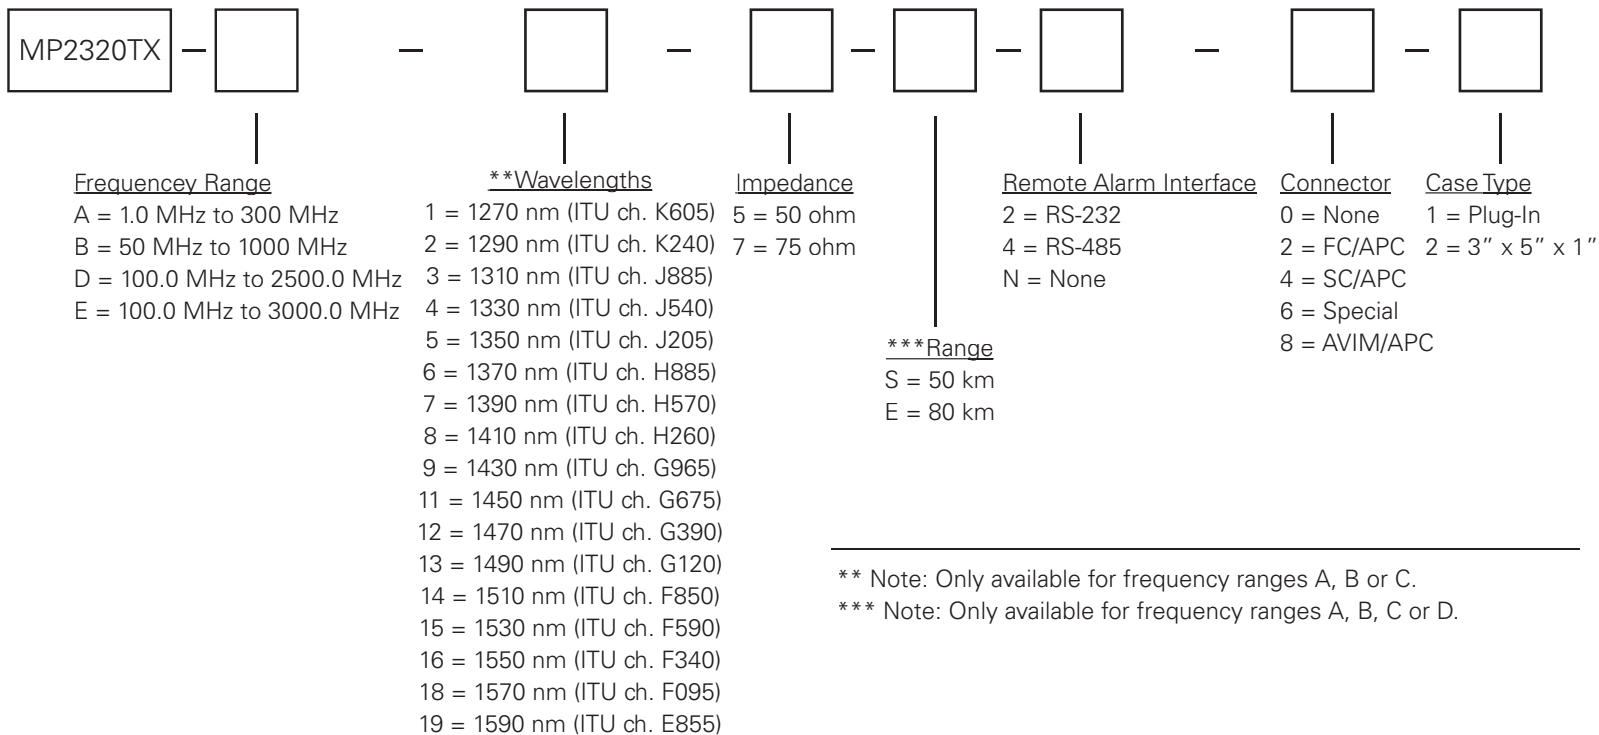 MP2320TX
Frequencey Range
A = 1.0 MHz to 300 MHz
B = 50 MHz to 1000 MHz
D = 100.0 MHz to 2500.0 MHz
E = 100.0 MHz to 3000.0 MHz
**Wavelengths
1 = 1270 nm (ITU ch. K605)
2 = 1290 nm (ITU ch. K240)
3 = 1310 nm (ITU ch. J885)
4 = 1330 nm (ITU ch. J540)
5 = 1350 nm (ITU ch. J205)
6 = 1370 nm (ITU ch. H885)
7 = 1390 nm (ITU ch. H570)
8 = 1410 nm (ITU ch. H260)
9 = 1430 nm (ITU ch. G965)
11 = 1450 nm (ITU ch. G675)
12 = 1470 nm (ITU ch. G390)
13 = 1490 nm (ITU ch. G120)
14 = 1510 nm (ITU ch. F850)
15 = 1530 nm (ITU ch. F590)
16 = 1550 nm (ITU ch. F340)
18 = 1570 nm (ITU ch. F095)
19 = 1590 nm (ITU ch. E855)
Impedance
5 = 50 ohm
7 = 75 ohm
***Range
S = 50 km
E = 80 km
Remote Alarm Interface
2 = RS-232
4 = RS-485
N = None
Connector
0 = None
2 = FC/APC
4 = SC/APC
6 = Special
8 = AVIM/APC
Case Type
1 = Plug-In
2 = 3” x 5” x 1”
** Note: Only available for frequency ranges A, B or C.
*** Note: Only available for frequency ranges A, B, C or D.